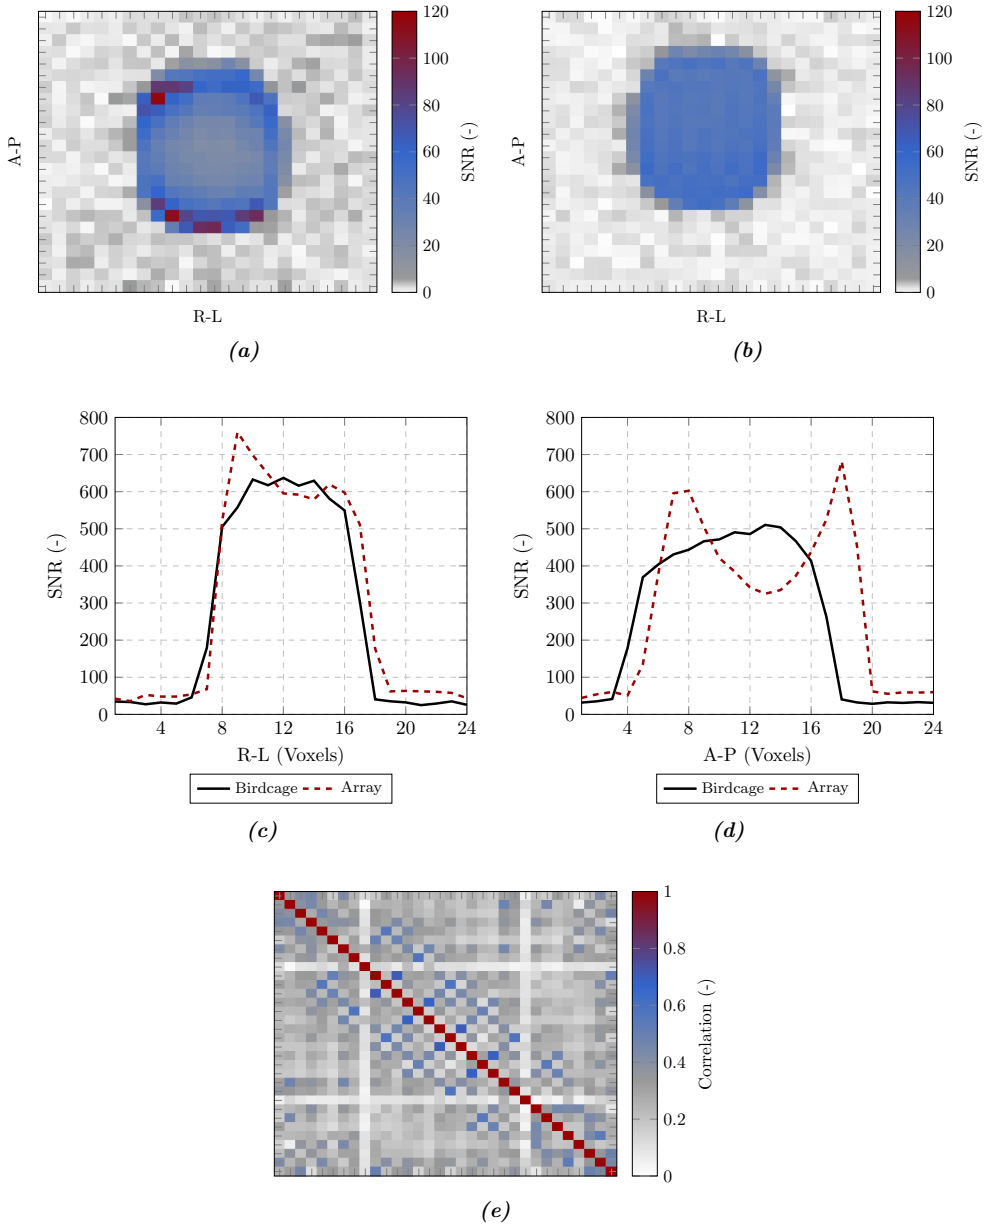 120
100
80
60
40
20
0
SNR (-)
A-P
R-L
(a)
120
100
80
60
40
20
0
SNR (-)
A-P
R-L
(b)
800
700
600
500
400
300
200
100
0
SNR (-)
4 8 12 16 20 24
R-L (Voxels)
Birdcage Array
(c)
800
700
600
500
400
300
200
100
0
SNR (-)
4 8 12 16 20 24
A-P (Voxels)
Birdcage Array
(d)
1
0.8
0.6
0.4
0.2
0
Correlation (-)
(e)